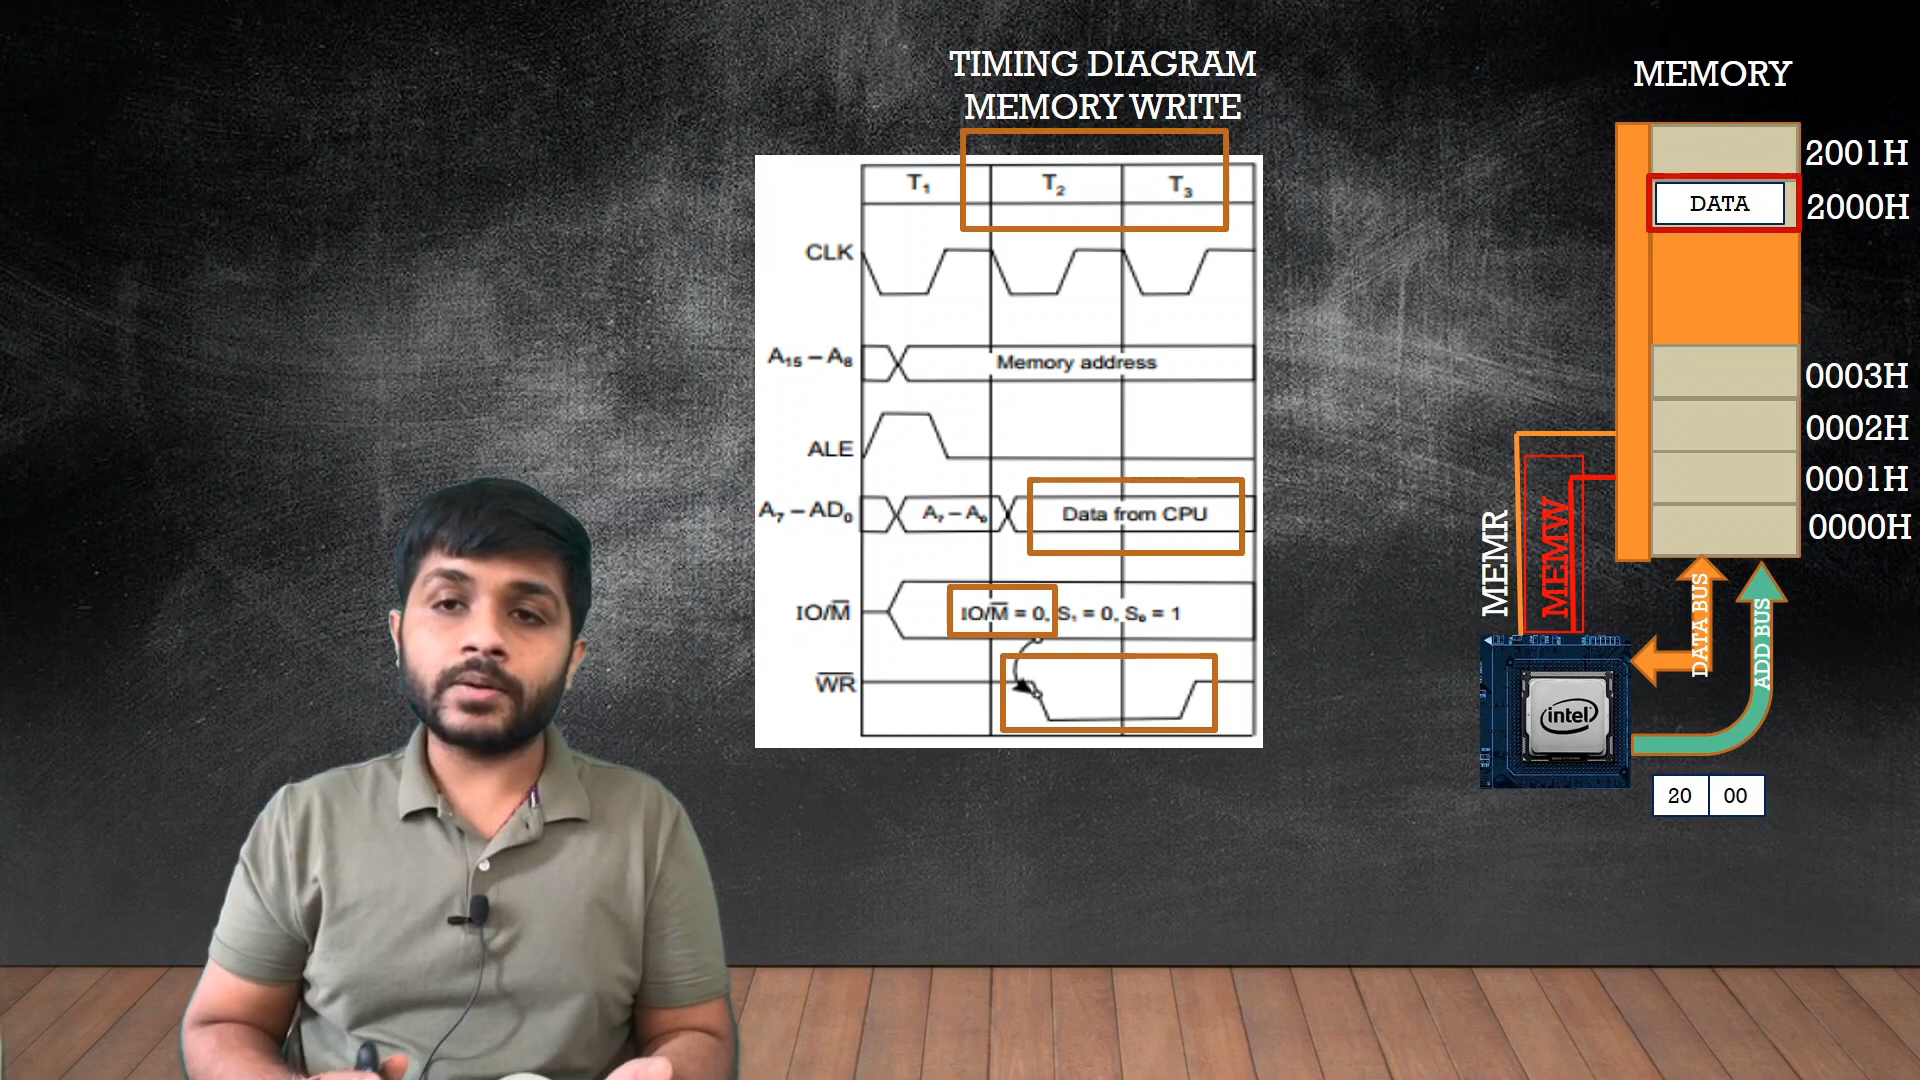 TIMING DIAGRAM
MEMORY WRITE
T₁ T₂ T₃
CLK
A₁₅ – A₈ Memory address
ALE
A₇ – AD₀ A₇ – A₀ Data from CPU
IO/M̅ IO/M̅ = 0, S₁ = 0, S₀ = 1
W̅R̅
MEMORY
2001H
DATA 2000H
0003H
0002H
0001H
0000H
MEMR
MEMW
DATA BUS
ADD BUS
intel
20 00